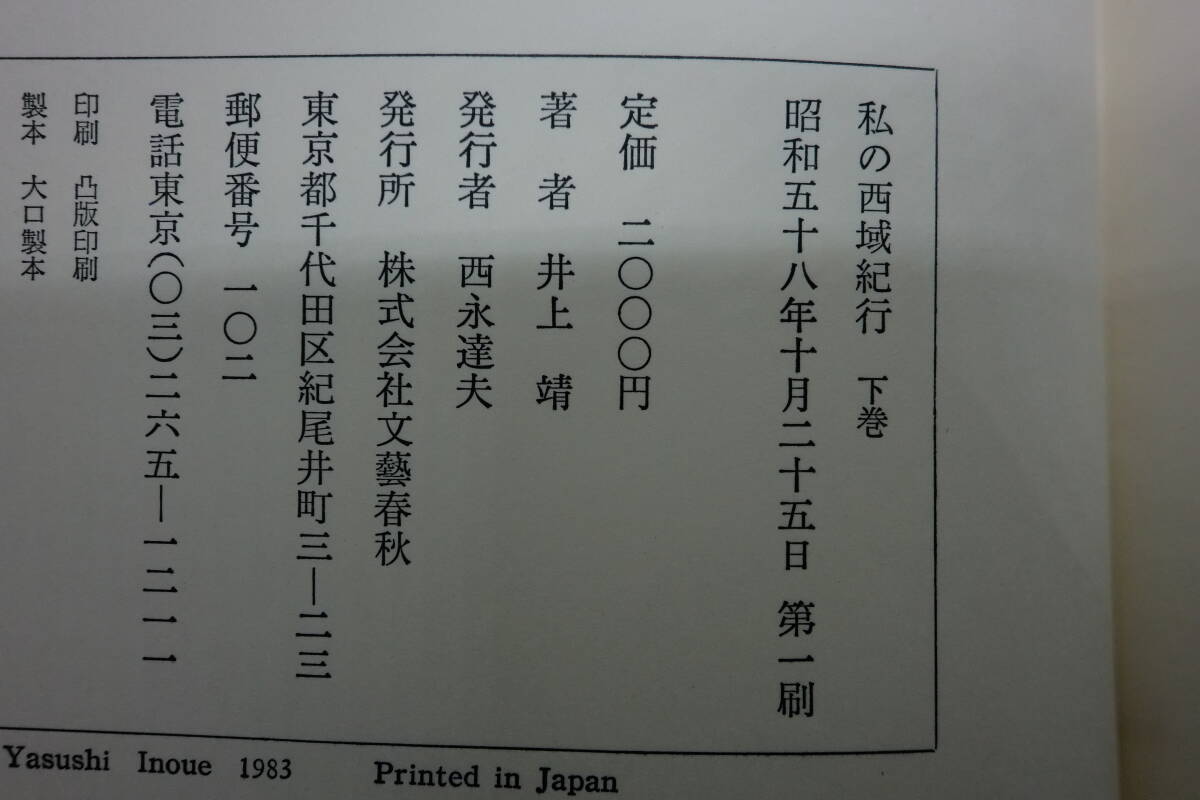 私の西域紀行　下巻
昭和五十八年十月二十五日　第一刷
定価　二〇〇〇円
著　者　井上　靖
発行者　西永達夫
発行所　株式会社文藝春秋
東京都千代田区紀尾井町三―二三
郵便番号　一〇二
電話東京(〇三)二六五―一二一一
印刷　凸版印刷
製本　大口製本
Yasushi Inoue 1983　Printed in Japan